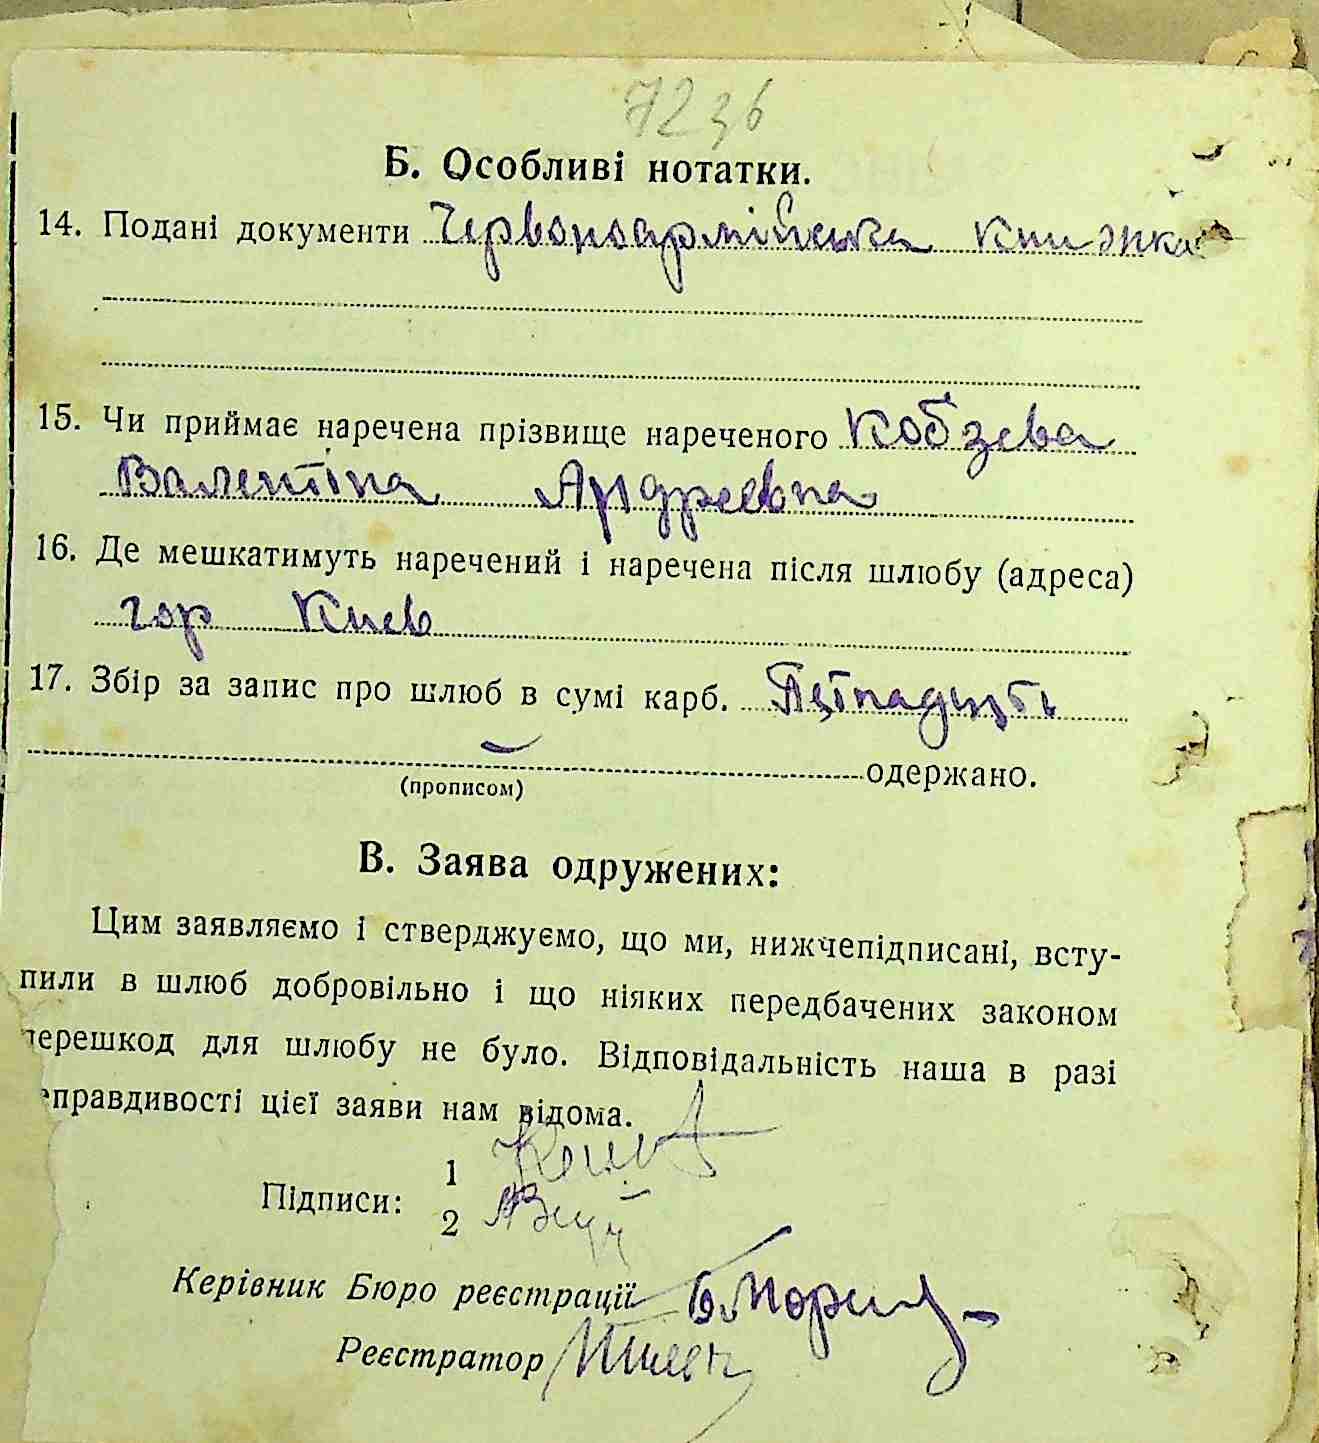 7236
Б. Особливі нотатки.
14. Подані документи Червоноармійська книжка
15. Чи приймає наречена прізвище нареченого Кобзева
Валентіна Андреевна
16. Де мешкатимуть наречений і наречена після шлюбу (адреса)
гор Киев
17. Збір за запис про шлюб в сумі карб. Пятнадцять
одержано.
(прописом)
В. Заява одружених:
Цим заявляємо і стверджуємо, що ми, нижчепідписані, всту-
пили в шлюб добровільно і що ніяких передбачених законом
перешкод для шлюбу не було. Відповідальність наша в разі
еправдивості цієї заяви нам відома.
Підписи: 1
2
Керівник Бюро реєстрації
Реєстратор